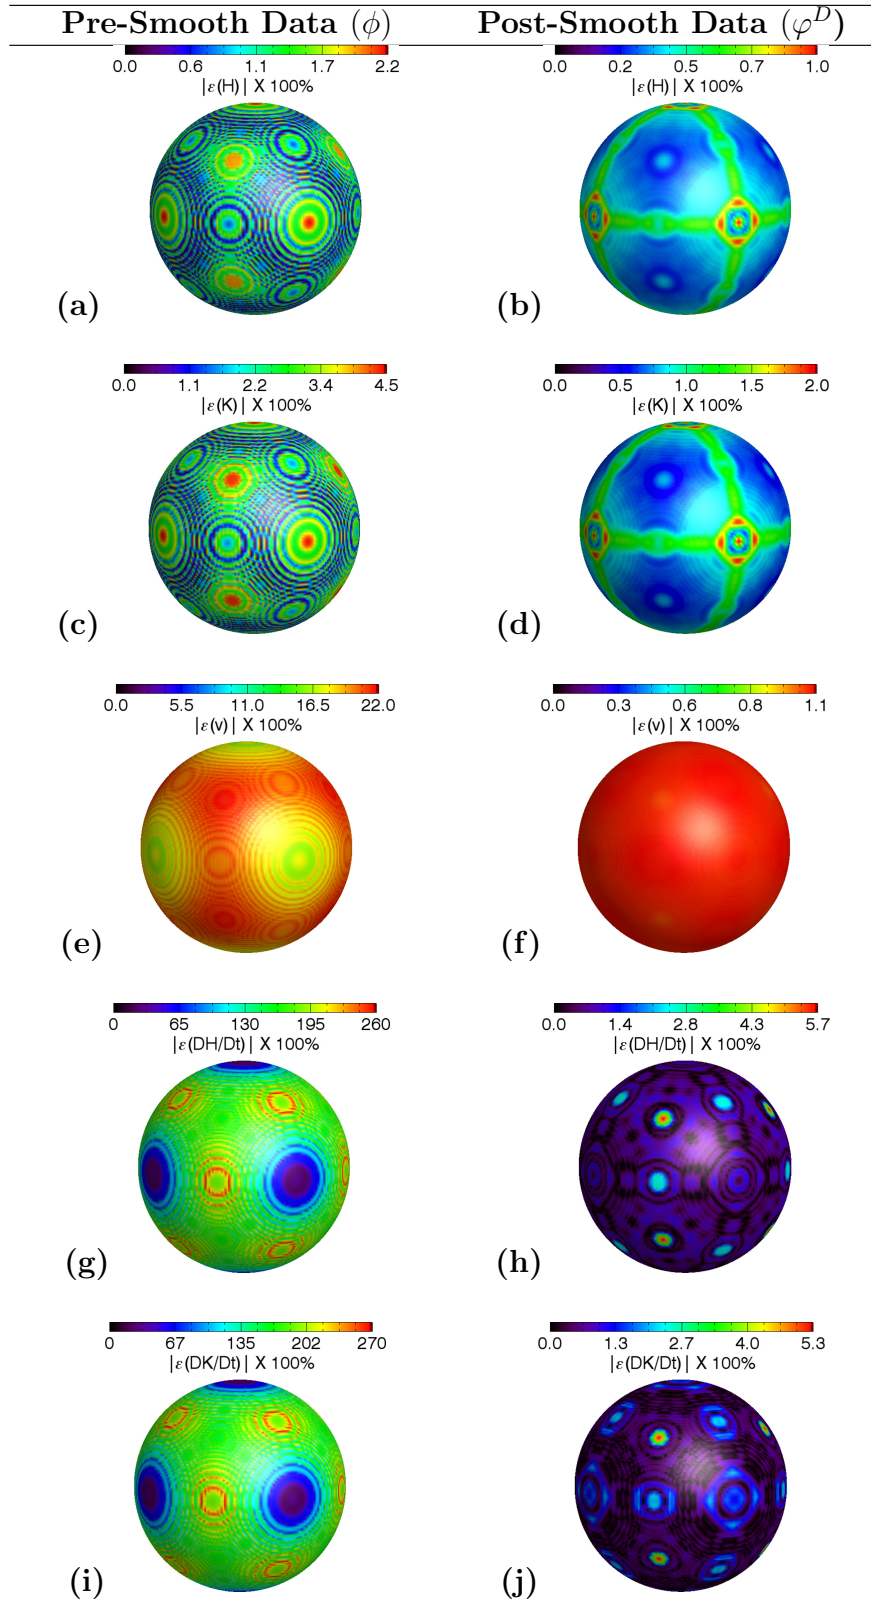 Pre-Smooth Data (ϕ) Post-Smooth Data (φ^D)
0.0 0.6 1.1 1.7 2.2 0.0 0.2 0.5 0.7 1.0
|ε(H)| X 100% |ε(H)| X 100%
(a) (b)
0.0 1.1 2.2 3.4 4.5 0.0 0.5 1.0 1.5 2.0
|ε(K)| X 100% |ε(K)| X 100%
(c) (d)
0.0 5.5 11.0 16.5 22.0 0.0 0.3 0.6 0.8 1.1
|ε(v)| X 100% |ε(v)| X 100%
(e) (f)
0 65 130 195 260 0.0 1.4 2.8 4.3 5.7
|ε(DH/Dt)| X 100% |ε(DH/Dt)| X 100%
(g) (h)
0 67 135 202 270 0.0 1.3 2.7 4.0 5.3
|ε(DK/Dt)| X 100% |ε(DK/Dt)| X 100%
(i) (j)